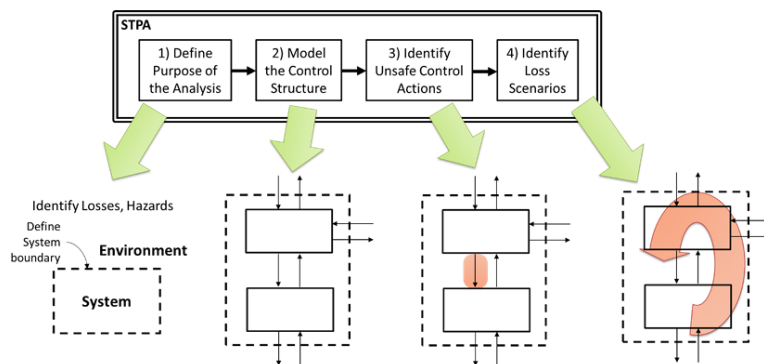 STPA
1) Define
Purpose of
the Analysis
2) Model
the Control
Structure
3) Identify
Unsafe Control
Actions
4) Identify
Loss
Scenarios
Identify Losses, Hazards
Define
System
boundary
Environment
System